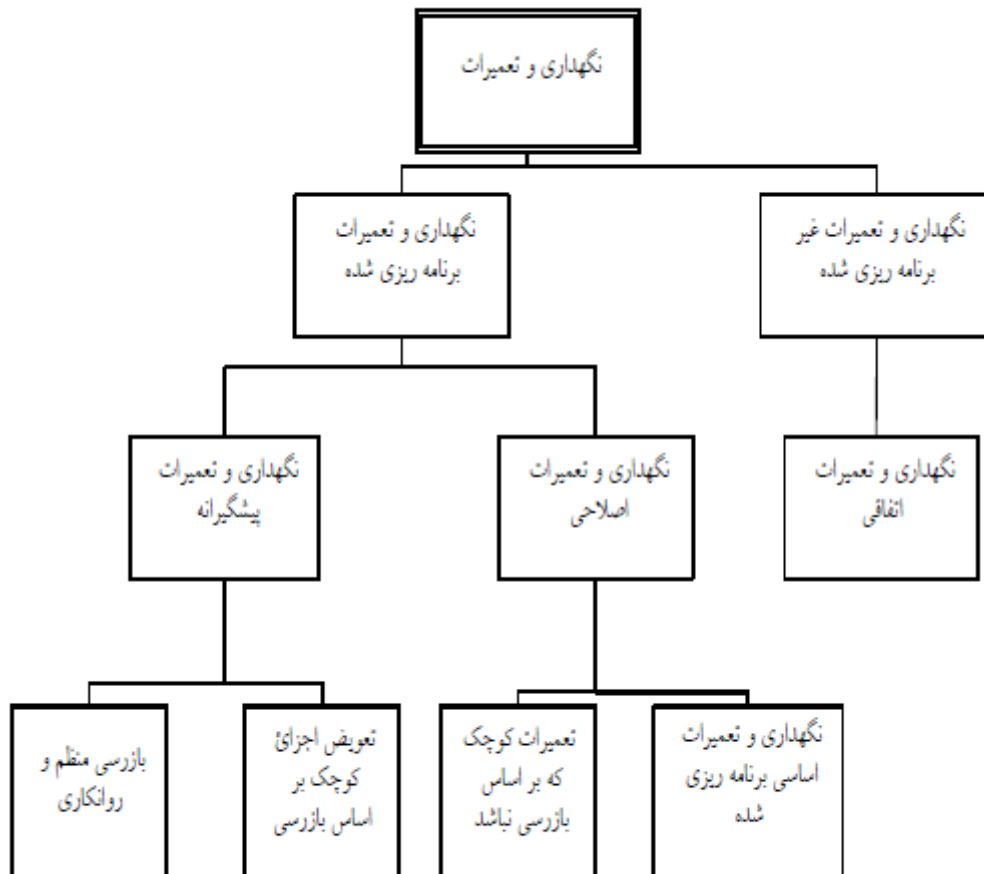 نگهداری و تعمیرات
نگهداری و تعمیرات غیر
برنامه ریزی شده
نگهداری و تعمیرات
برنامه ریزی شده
نگهداری و تعمیرات
اتفاقی
نگهداری و تعمیرات
اصلاحی
نگهداری و تعمیرات
پیشگیرانه
نگهداری و تعمیرات
اساسی برنامه ریزی
شده
تعمیرات کوچک
که بر اساس
بازرسی نباشد
تعویض اجزائ
کوچک بر
اساس بازرسی
بازرسی منظم و
روانکاری